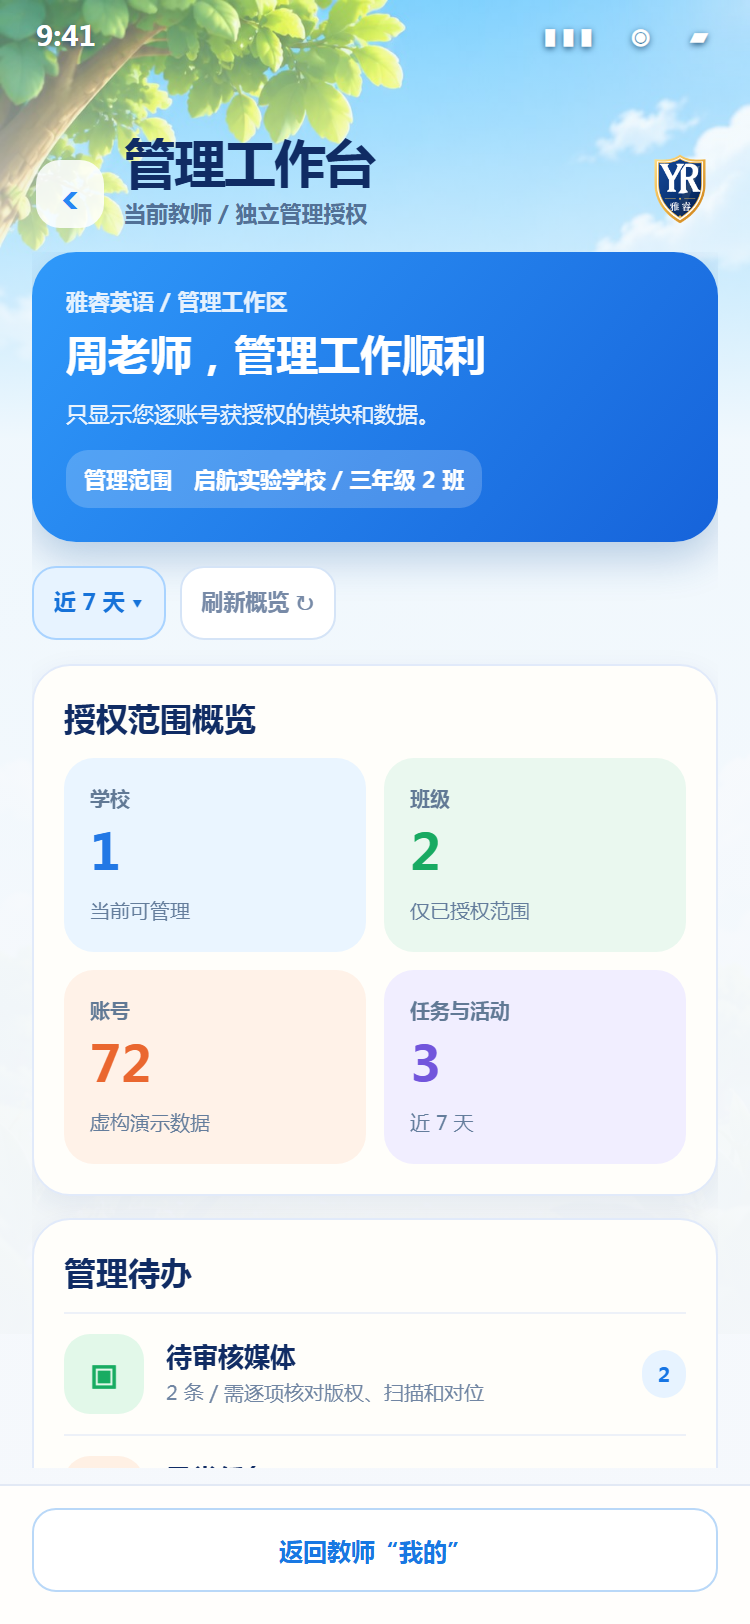 9:41
管理工作台
当前教师 / 独立管理授权
YR
雅睿
雅睿英语 / 管理工作区
周老师，管理工作顺利
只显示您逐账号获授权的模块和数据。
管理范围 启航实验学校 / 三年级 2 班
近 7 天 ▾
刷新概览 ↻
授权范围概览
学校
1
当前可管理
班级
2
仅已授权范围
账号
72
虚构演示数据
任务与活动
3
近 7 天
管理待办
待审核媒体
2 条 / 需逐项核对版权、扫描和对位
2
返回教师“我的”